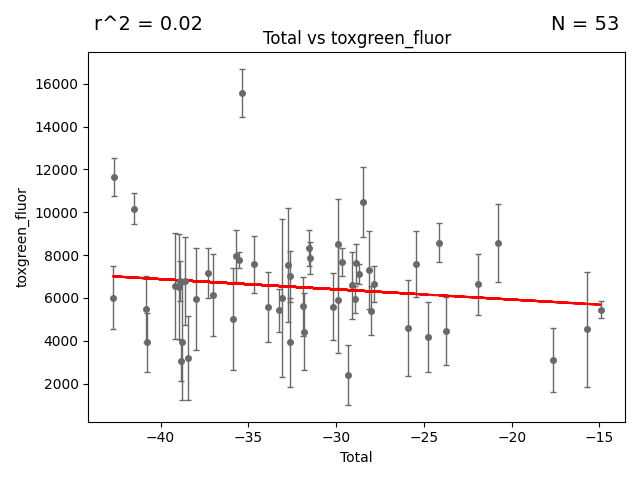 r^2 = 0.02
N = 53
Total vs toxgreen_fluor
16000
14000
12000
10000
8000
6000
4000
2000
toxgreen_fluor
−40
−35
−30
−25
−20
−15
Total